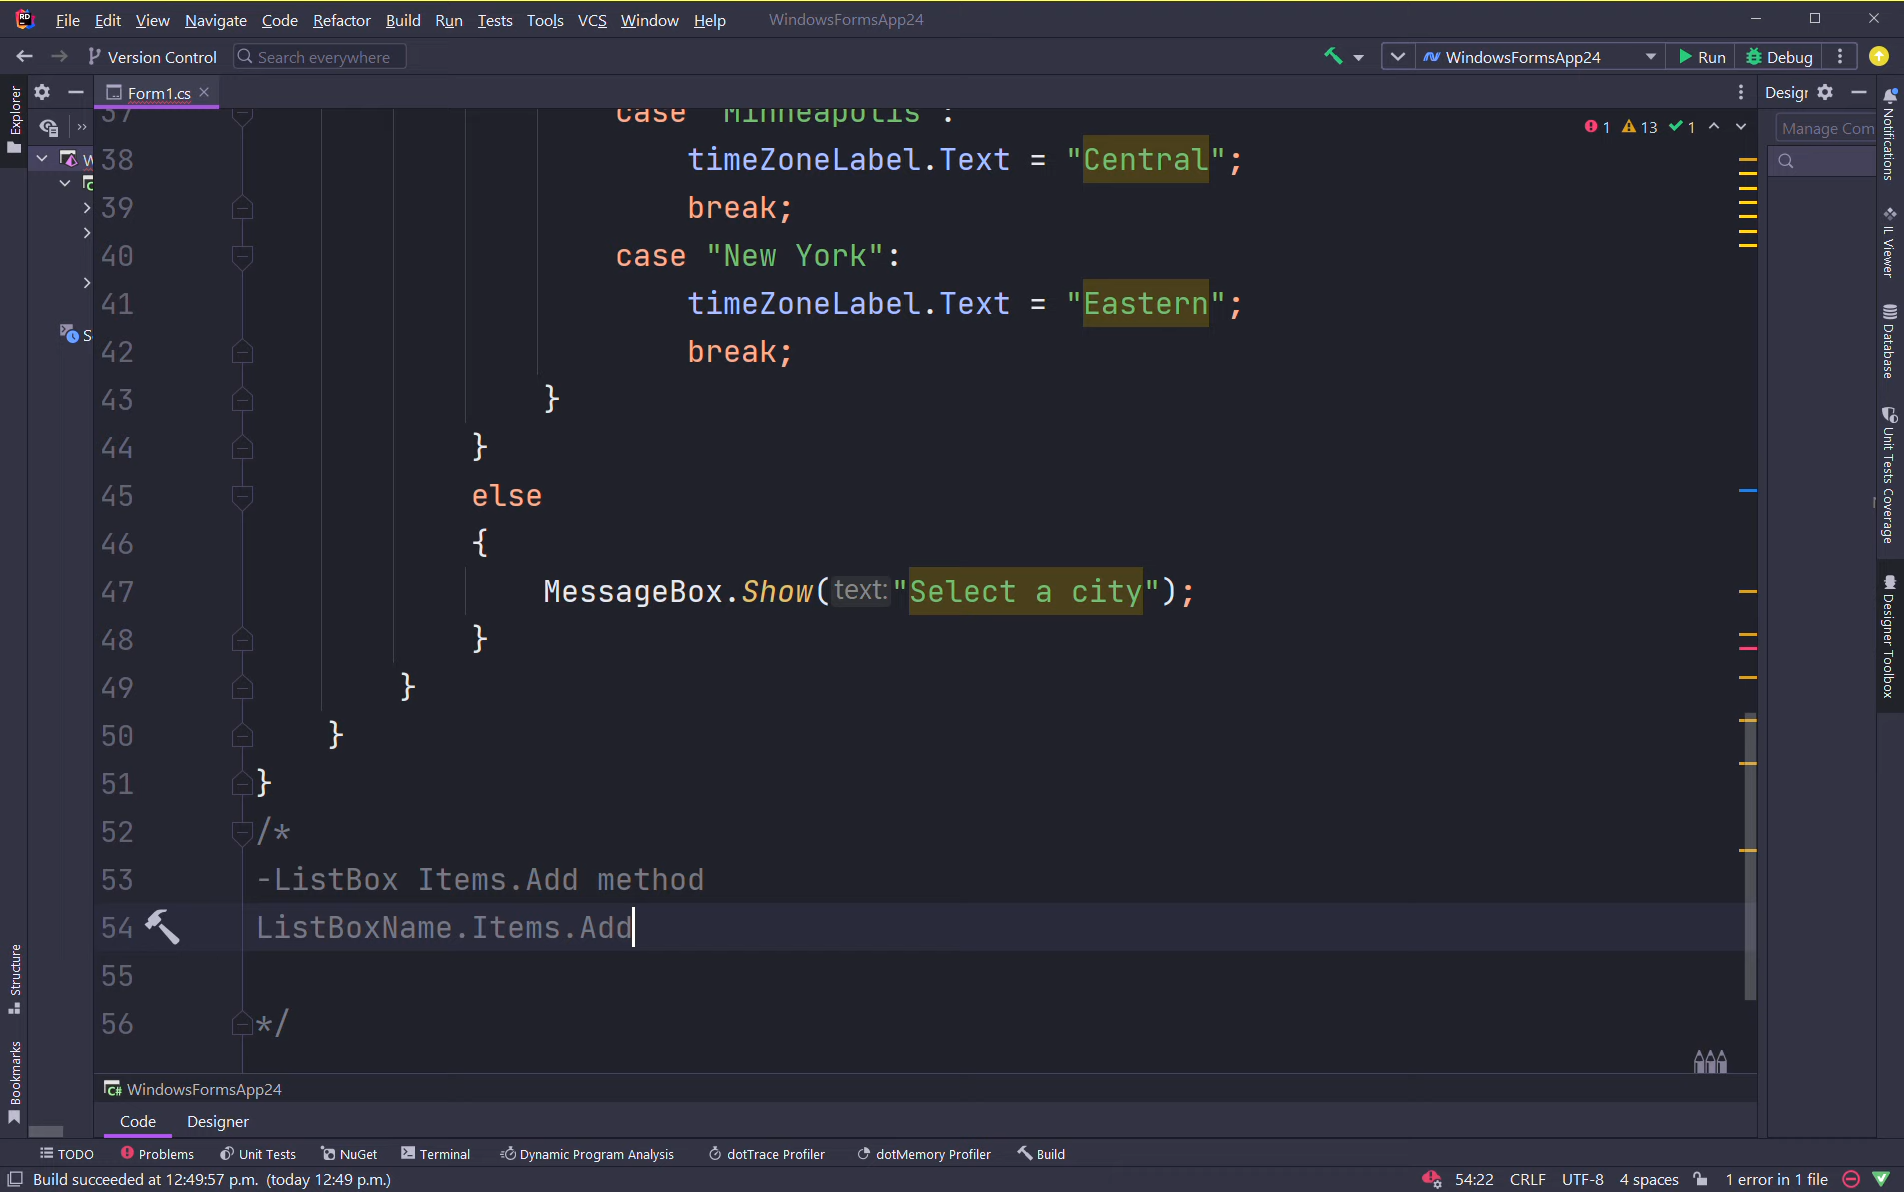 File Edit View Navigate Code Refactor Build Run Tests Tools VCS Window Help WindowsFormsApp24
Version Control Search everywhere WindowsFormsApp24 Run Debug
Explorer
Form1.cs
Desigr
Notifications
37 case "Minneapolis":
1 13 1
Manage Com
38 timeZoneLabel.Text = "Central";
39 break;
40 case "New York":
IL Viewer
41 timeZoneLabel.Text = "Eastern";
Database
42 break;
43 }
44 }
Unit Tests Coverage
45 else
46 {
47 MessageBox.Show(text:"Select a city");
Designer Toolbox
48 }
49 }
50 }
51 }
52 /*
53 -ListBox Items.Add method
54 ListBoxName.Items.Add
55
Structure
56 */
Bookmarks
C# WindowsFormsApp24
Code Designer
TODO Problems Unit Tests NuGet Terminal Dynamic Program Analysis dotTrace Profiler dotMemory Profiler Build
Build succeeded at 12:49:57 p.m. (today 12:49 p.m.) 54:22 CRLF UTF-8 4 spaces 1 error in 1 file